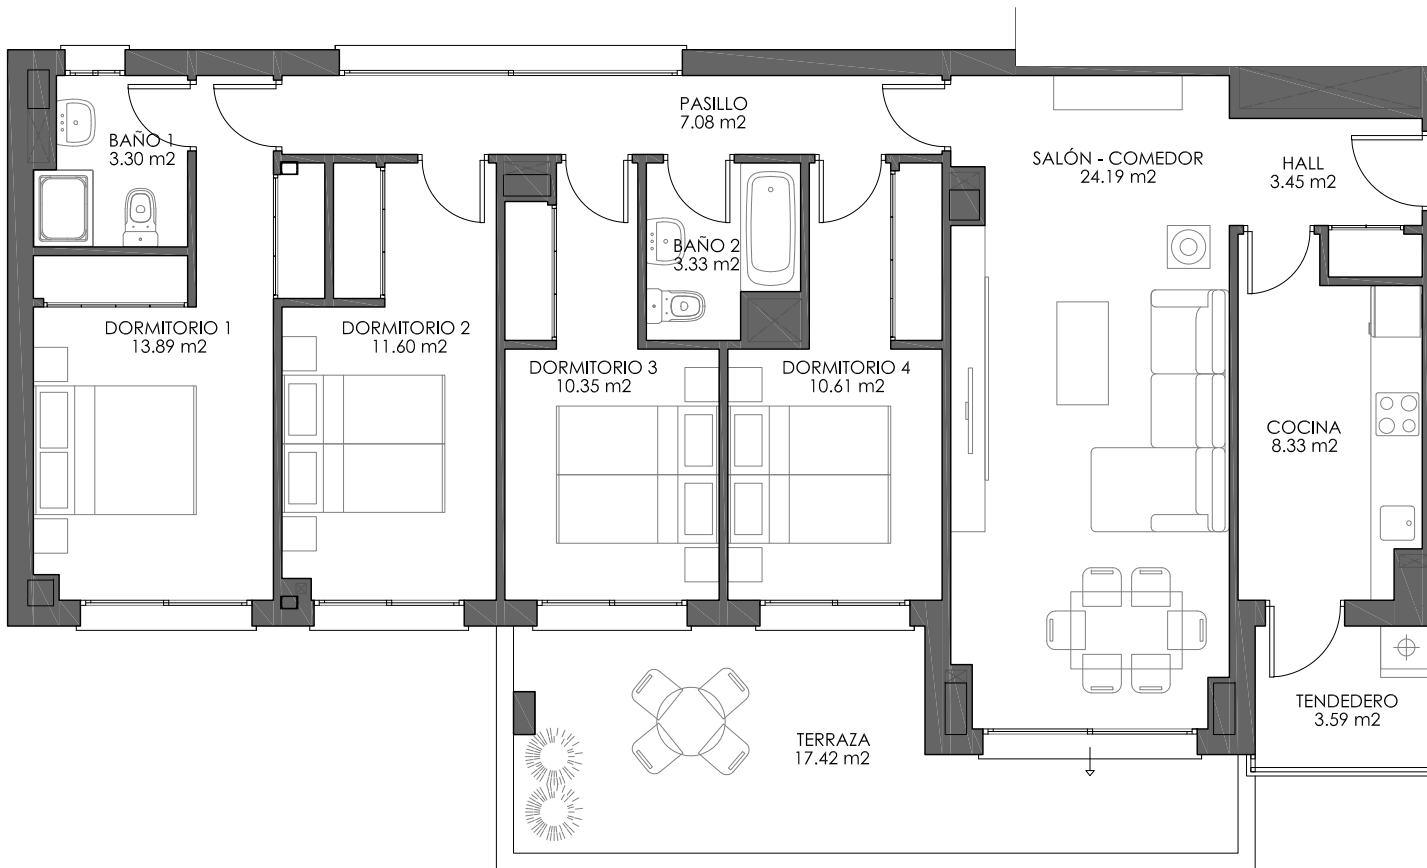 PASILLO
7.08 m2
BAÑO 1
3.30 m2
SALÓN - COMEDOR
24.19 m2
HALL
3.45 m2
BAÑO 2
3.33 m2
DORMITORIO 1
13.89 m2
DORMITORIO 2
11.60 m2
DORMITORIO 3
10.35 m2
DORMITORIO 4
10.61 m2
COCINA
8.33 m2
TENDEDERO
3.59 m2
TERRAZA
17.42 m2